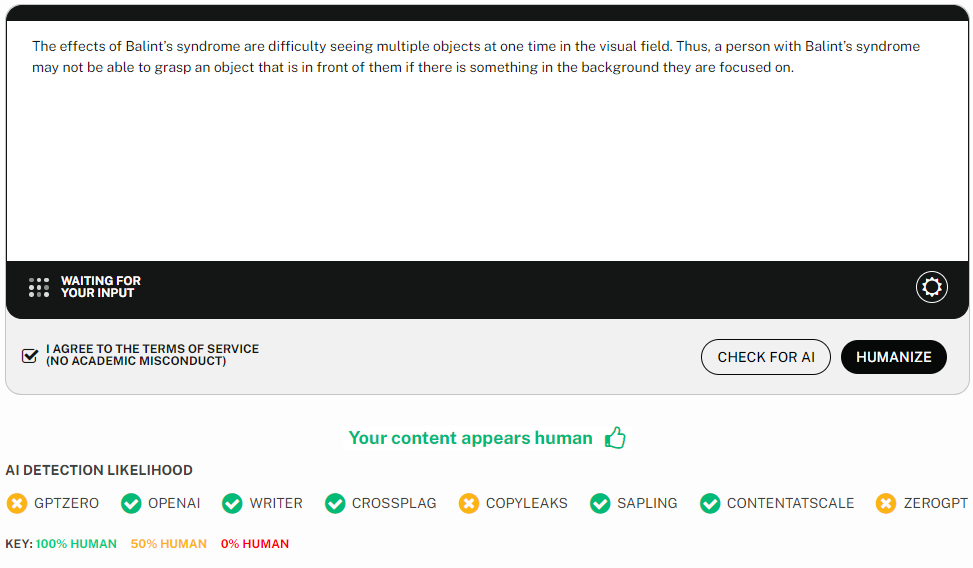 The effects of Balint's syndrome are difficulty seeing multiple objects at one time in the visual field. Thus, a person with Balint's syndrome
may not be able to grasp an object that is in front of them if there is something in the background they are focused on.
WAITING FOR
YOUR INPUT
I AGREE TO THE TERMS OF SERVICE
(NO ACADEMIC MISCONDUCT)
CHECK FOR AI
HUMANIZE
Your content appears human
AI DETECTION LIKELIHOOD
GPTZERO OPENAI WRITER CROSSPLAG COPYLEAKS SAPLING CONTENTATSCALE ZEROGPT
KEY: 100% HUMAN 50% HUMAN 0% HUMAN